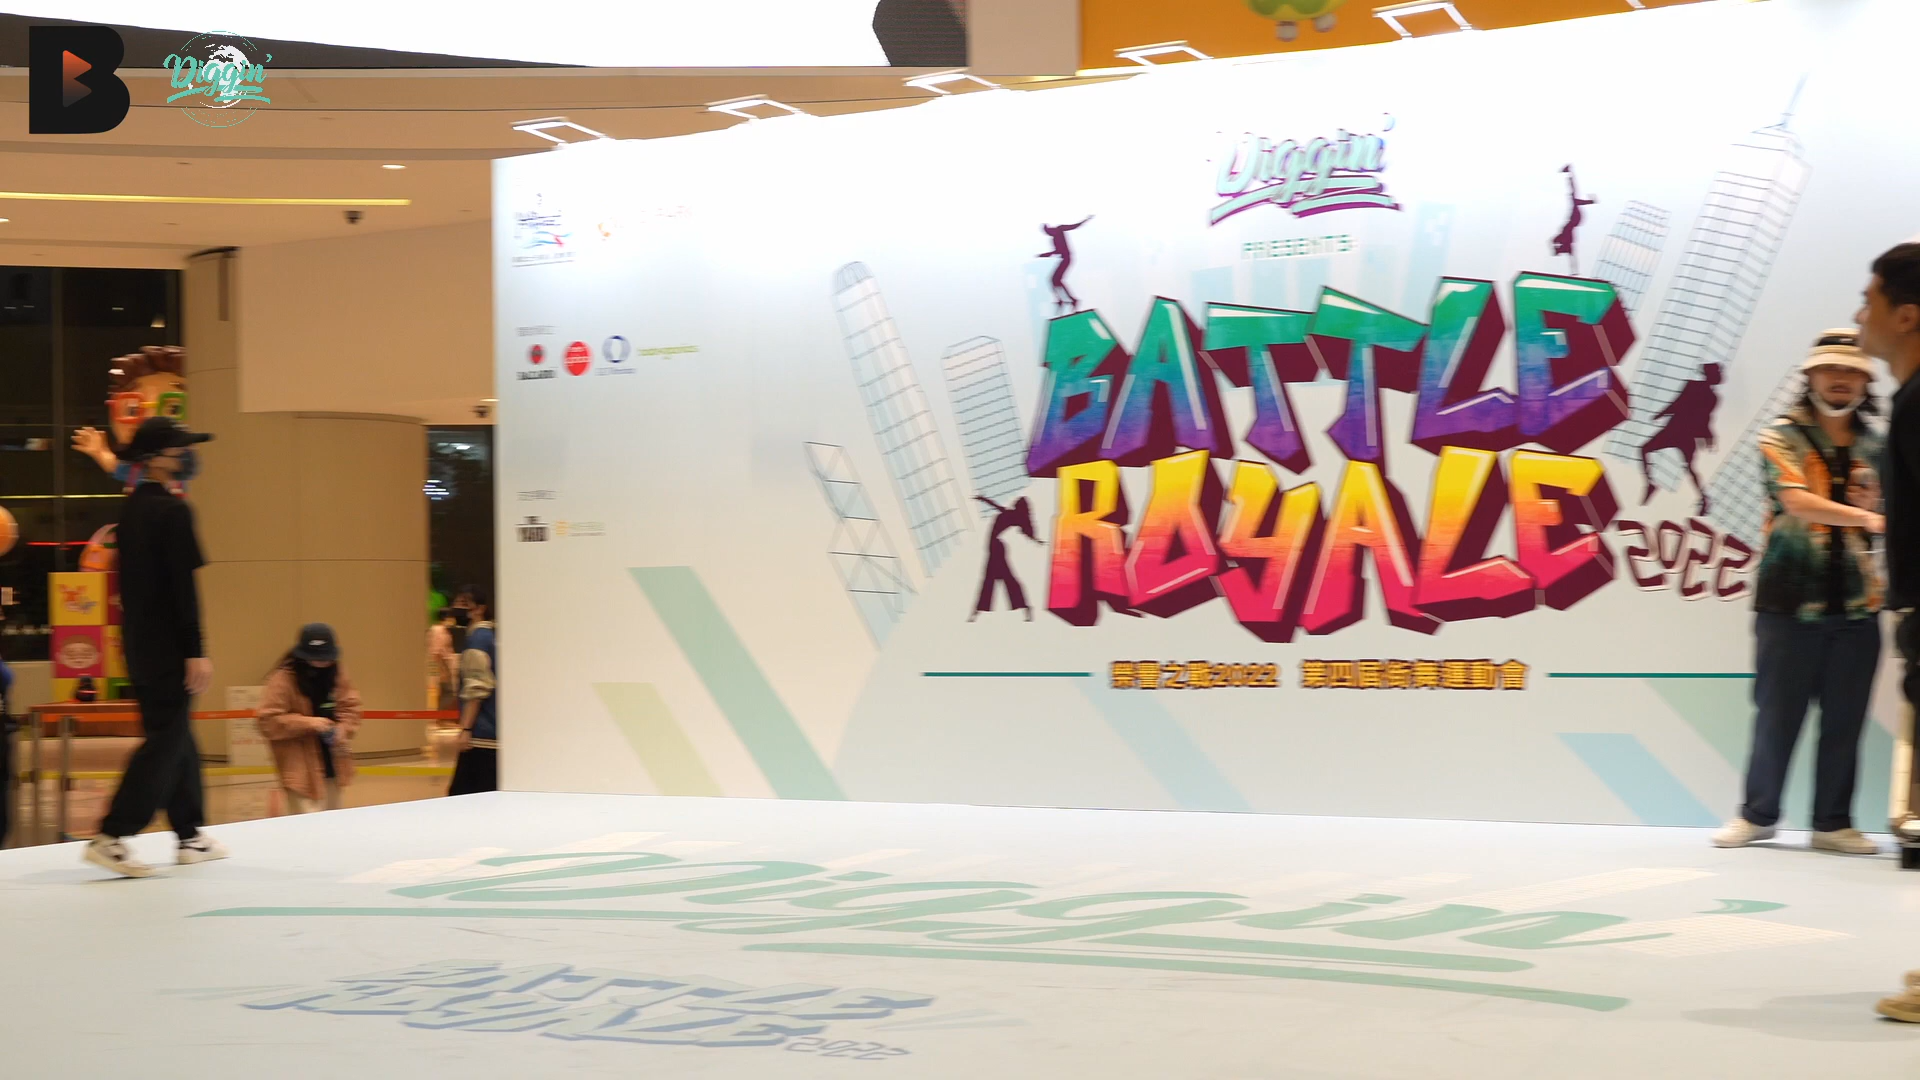 B
Diggin'
Diggin'
PRESENTS
BATTLE
ROYALE
2022
榮譽之戰2022 第四屆街舞運動會
Diggin'
BATTLE
ROYALE
2022